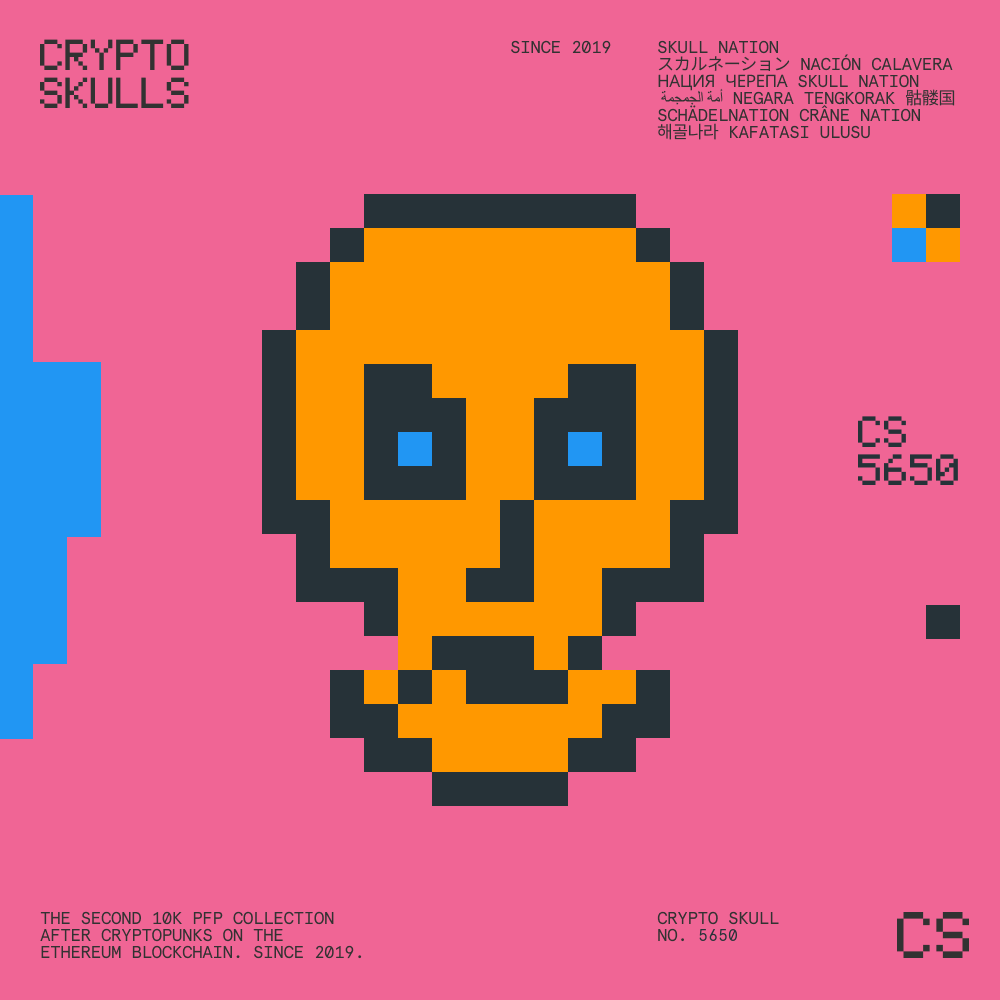 CRYPTO
SKULLS
SINCE 2019
SKULL NATION
スカルネーション NACIÓN CALAVERA
НАЦИЯ ЧЕРЕПА SKULL NATION
أمة الجمجمة NEGARA TENGKORAK 骷髅国
SCHÄDELNATION CRÂNE NATION
해골나라 KAFATASI ULUSU
CS
5650
THE SECOND 10K PFP COLLECTION
AFTER CRYPTOPUNKS ON THE
ETHEREUM BLOCKCHAIN. SINCE 2019.
CRYPTO SKULL
NO. 5650
CS